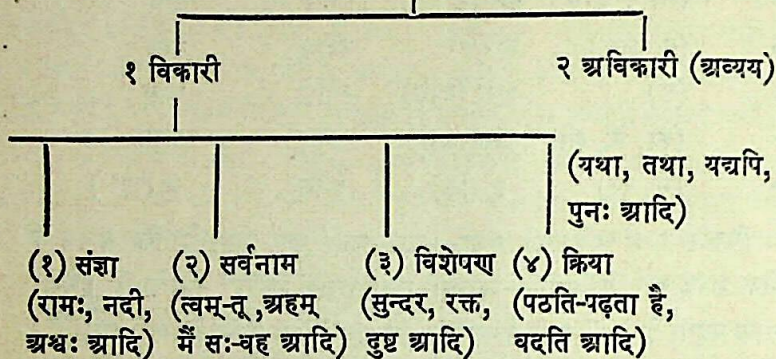 १ विकारी २ अविकारी (अव्यय)
(यथा, तथा, यद्यपि,
पुनः आदि)
(१) संज्ञा (२) सर्वनाम (३) विशेषण (४) क्रिया
(रामः, नदी, (त्वम्-तू ,अहम् (सुन्दर, रक्त, (पठति-पढ़ता है,
अश्वः आदि) मैं सः-वह आदि) दुष्ट आदि) वदति आदि)